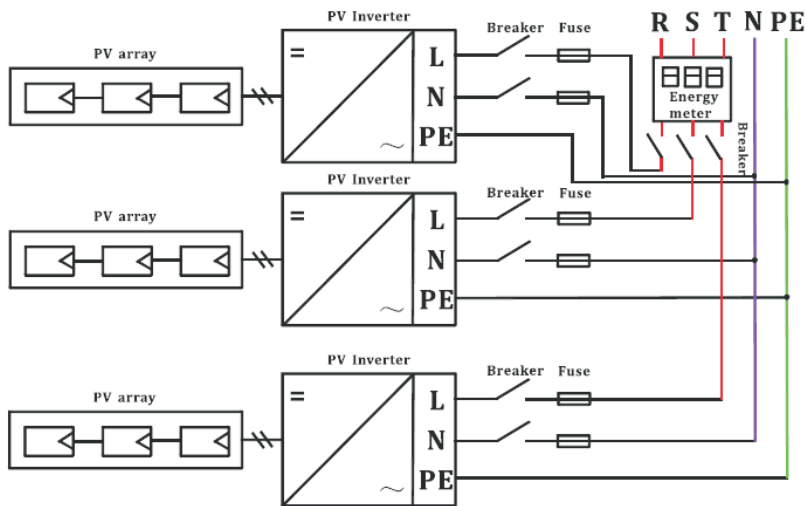 PV Inverter
Breaker
Fuse
R S T N PE
PV array
L
N
PE
Energy
meter
Breaker
PV Inverter
Breaker
Fuse
PV array
L
N
PE
PV Inverter
Breaker
Fuse
PV array
L
N
PE